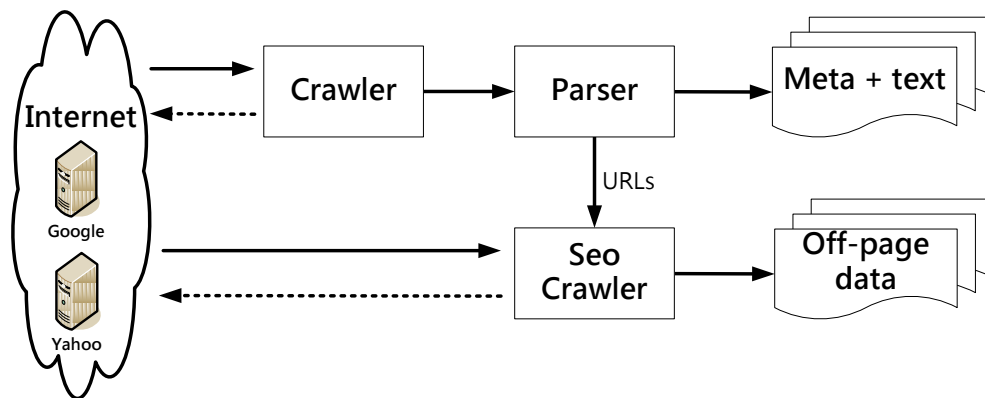 Internet
Google
Yahoo
Crawler
Parser
Meta + text
URLs
Seo
Crawler
Off-page
data